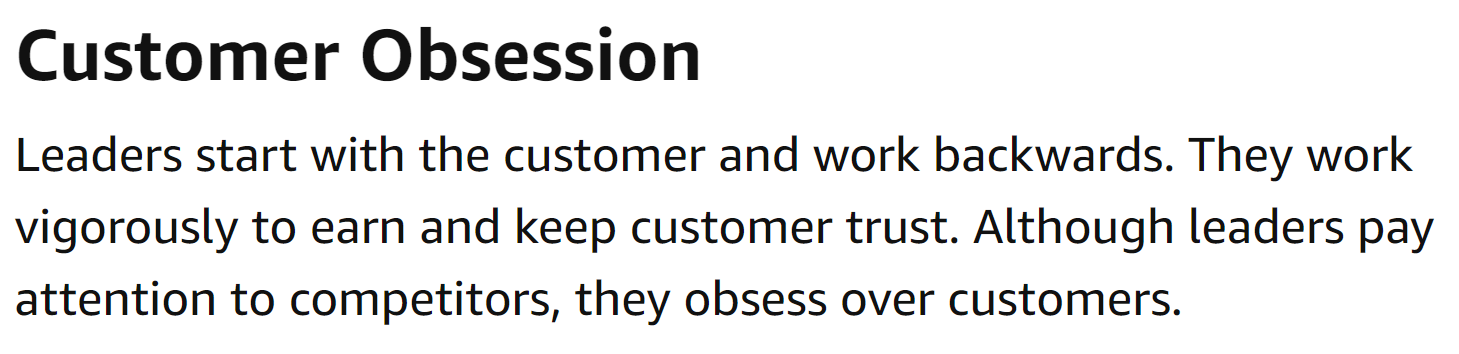 Customer Obsession
Leaders start with the customer and work backwards. They work
vigorously to earn and keep customer trust. Although leaders pay
attention to competitors, they obsess over customers.